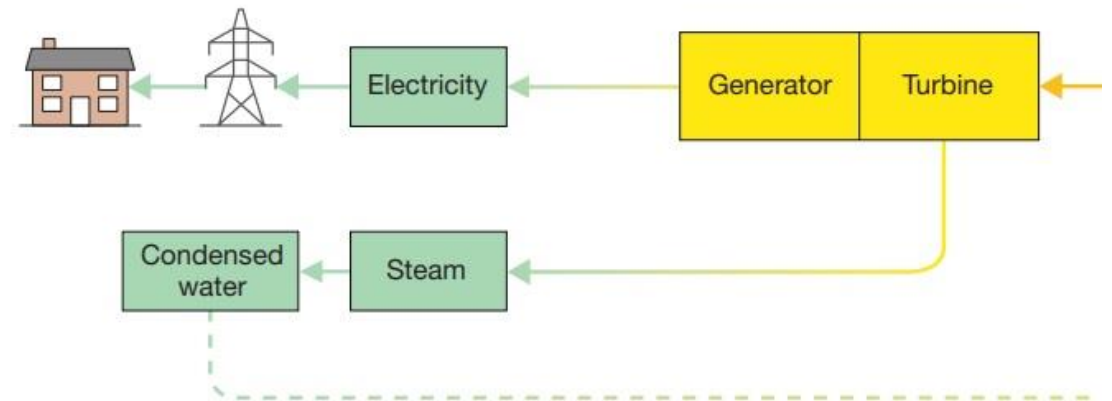 Electricity
Generator
Turbine
Condensed
water
Steam